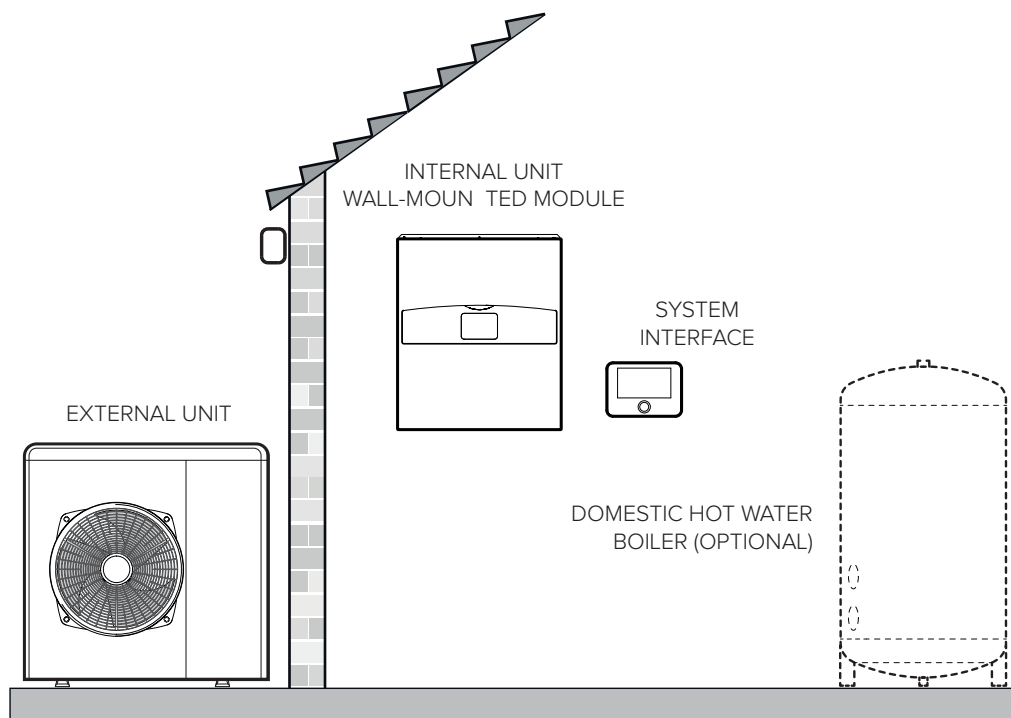 INTERNAL UNIT
WALL-MOUN TED MODULE
SYSTEM
INTERFACE
EXTERNAL UNIT
DOMESTIC HOT WATER
BOILER (OPTIONAL)